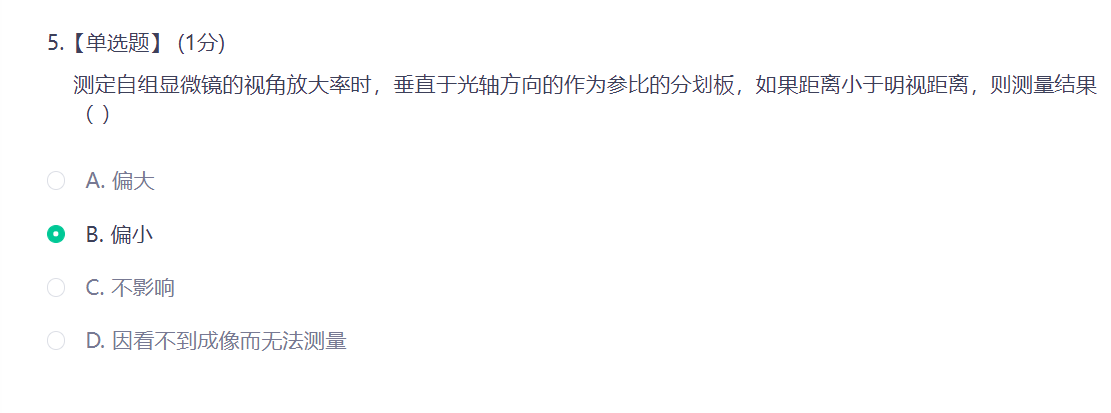 5.【单选题】 (1分)
测定自组显微镜的视角放大率时，垂直于光轴方向的作为参比的分划板，如果距离小于明视距离，则测量结果
（ ）
A. 偏大
B. 偏小
C. 不影响
D. 因看不到成像而无法测量